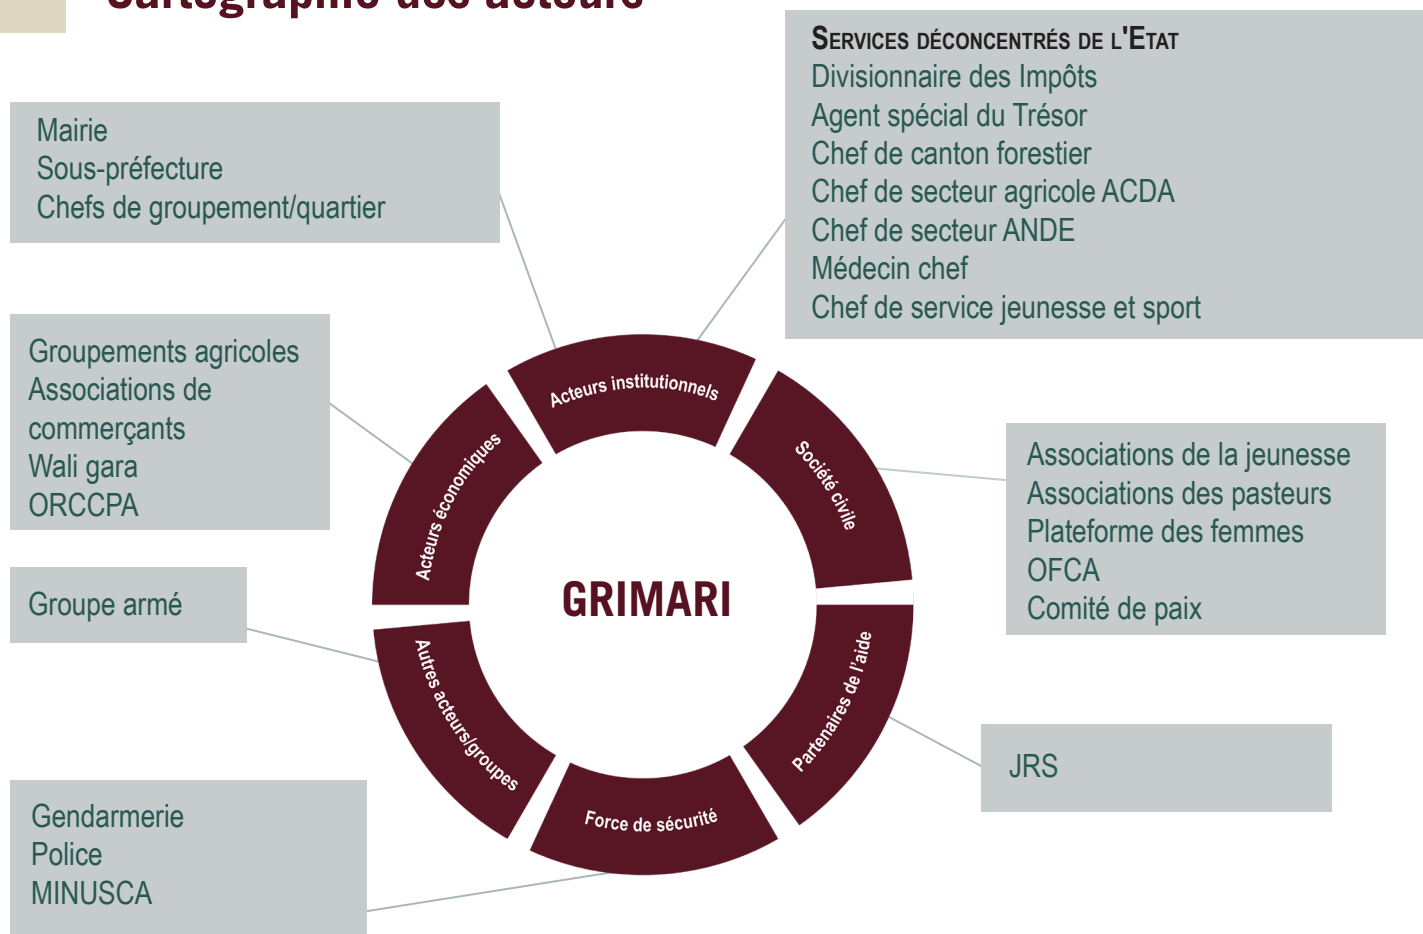 Cartographie des acteurs
SERVICES DÉCONCENTRÉS DE L'ETAT
Divisionnaire des Impôts
Agent spécial du Trésor
Chef de canton forestier
Chef de secteur agricole ACDA
Chef de secteur ANDE
Médecin chef
Chef de service jeunesse et sport
Mairie
Sous-préfecture
Chefs de groupement/quartier
Groupements agricoles
Associations de
commerçants
Wali gara
ORCCPA
Groupe armé
Gendarmerie
Police
MINUSCA
Acteurs institutionnels
Société civile
Partenaires de l'aide
Force de sécurité
Autres acteurs/groupes
Acteurs économiques
GRIMARI
Associations de la jeunesse
Associations des pasteurs
Plateforme des femmes
OFCA
Comité de paix
JRS